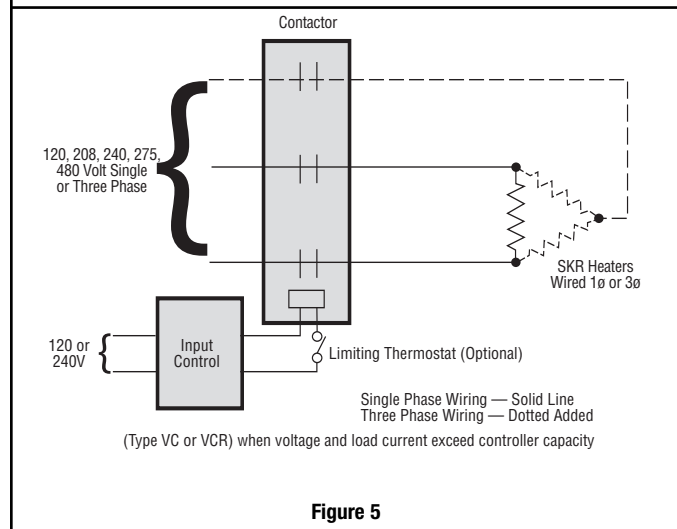 Contactor
120, 208, 240, 275,
480 Volt Single
or Three Phase
SKR Heaters
Wired 1ø or 3ø
120 or
240V
Input
Control
Limiting Thermostat (Optional)
Single Phase Wiring — Solid Line
Three Phase Wiring — Dotted Added
(Type VC or VCR) when voltage and load current exceed controller capacity
Figure 5